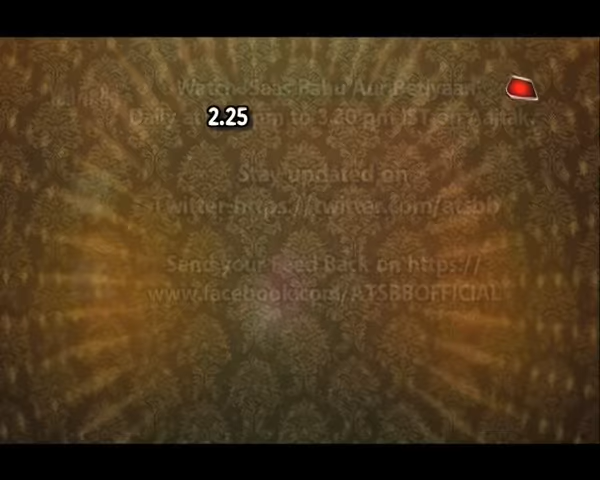 Watch Saas Bahu Aur Betiyaan
Daily at 2.25 pm to 3.20 pm IST on Aajtak.
Stay updated on
Twitter-https://twitter.com/atsbb
Send your Feed Back on https://
www.facebook.com/ATSBBOFFICIAL